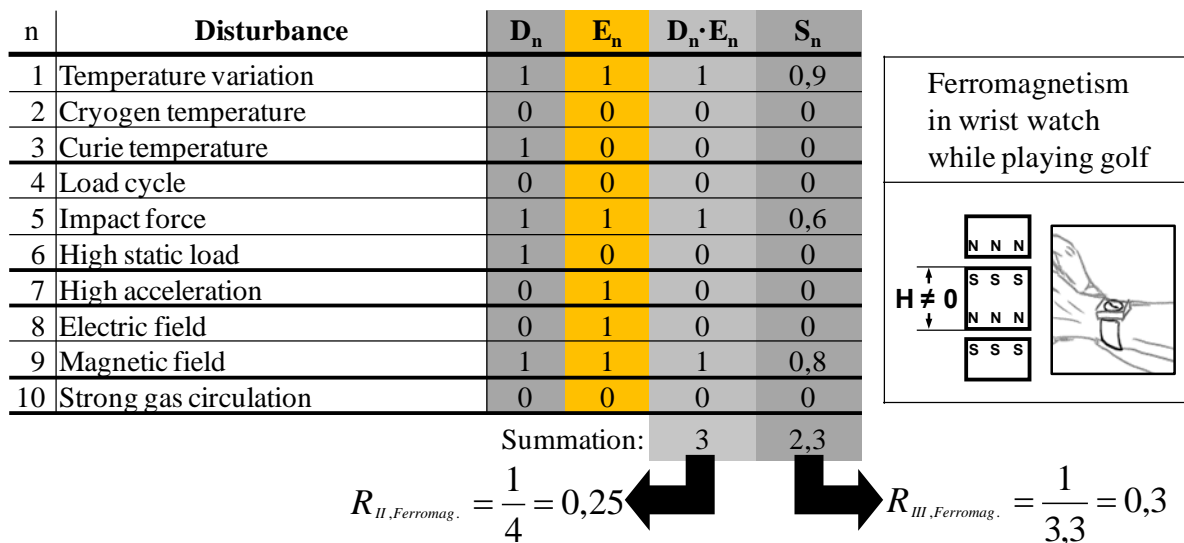 n Disturbance Dn En Dn·En Sn
1 Temperature variation 1 1 1 0,9
2 Cryogen temperature 0 0 0 0
3 Curie temperature 1 0 0 0
4 Load cycle 0 0 0 0
5 Impact force 1 1 1 0,6
6 High static load 1 0 0 0
7 High acceleration 0 1 0 0
8 Electric field 0 1 0 0
9 Magnetic field 1 1 1 0,8
10 Strong gas circulation 0 0 0 0
Summation: 3 2,3
R II,Ferromag. = 1/4 = 0,25
R III,Ferromag. = 1/3,3 = 0,3
Ferromagnetism
in wrist watch
while playing golf
N N N
S S S
H ≠ 0
N N N
S S S